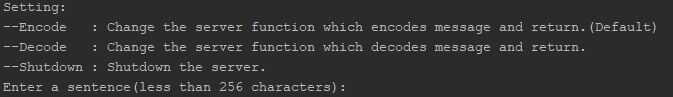 Setting:
--Encode   : Change the server function which encodes message and return.(Default)
--Decode   : Change the server function which decodes message and return.
--Shutdown : Shutdown the server.
Enter a sentence(less than 256 characters):